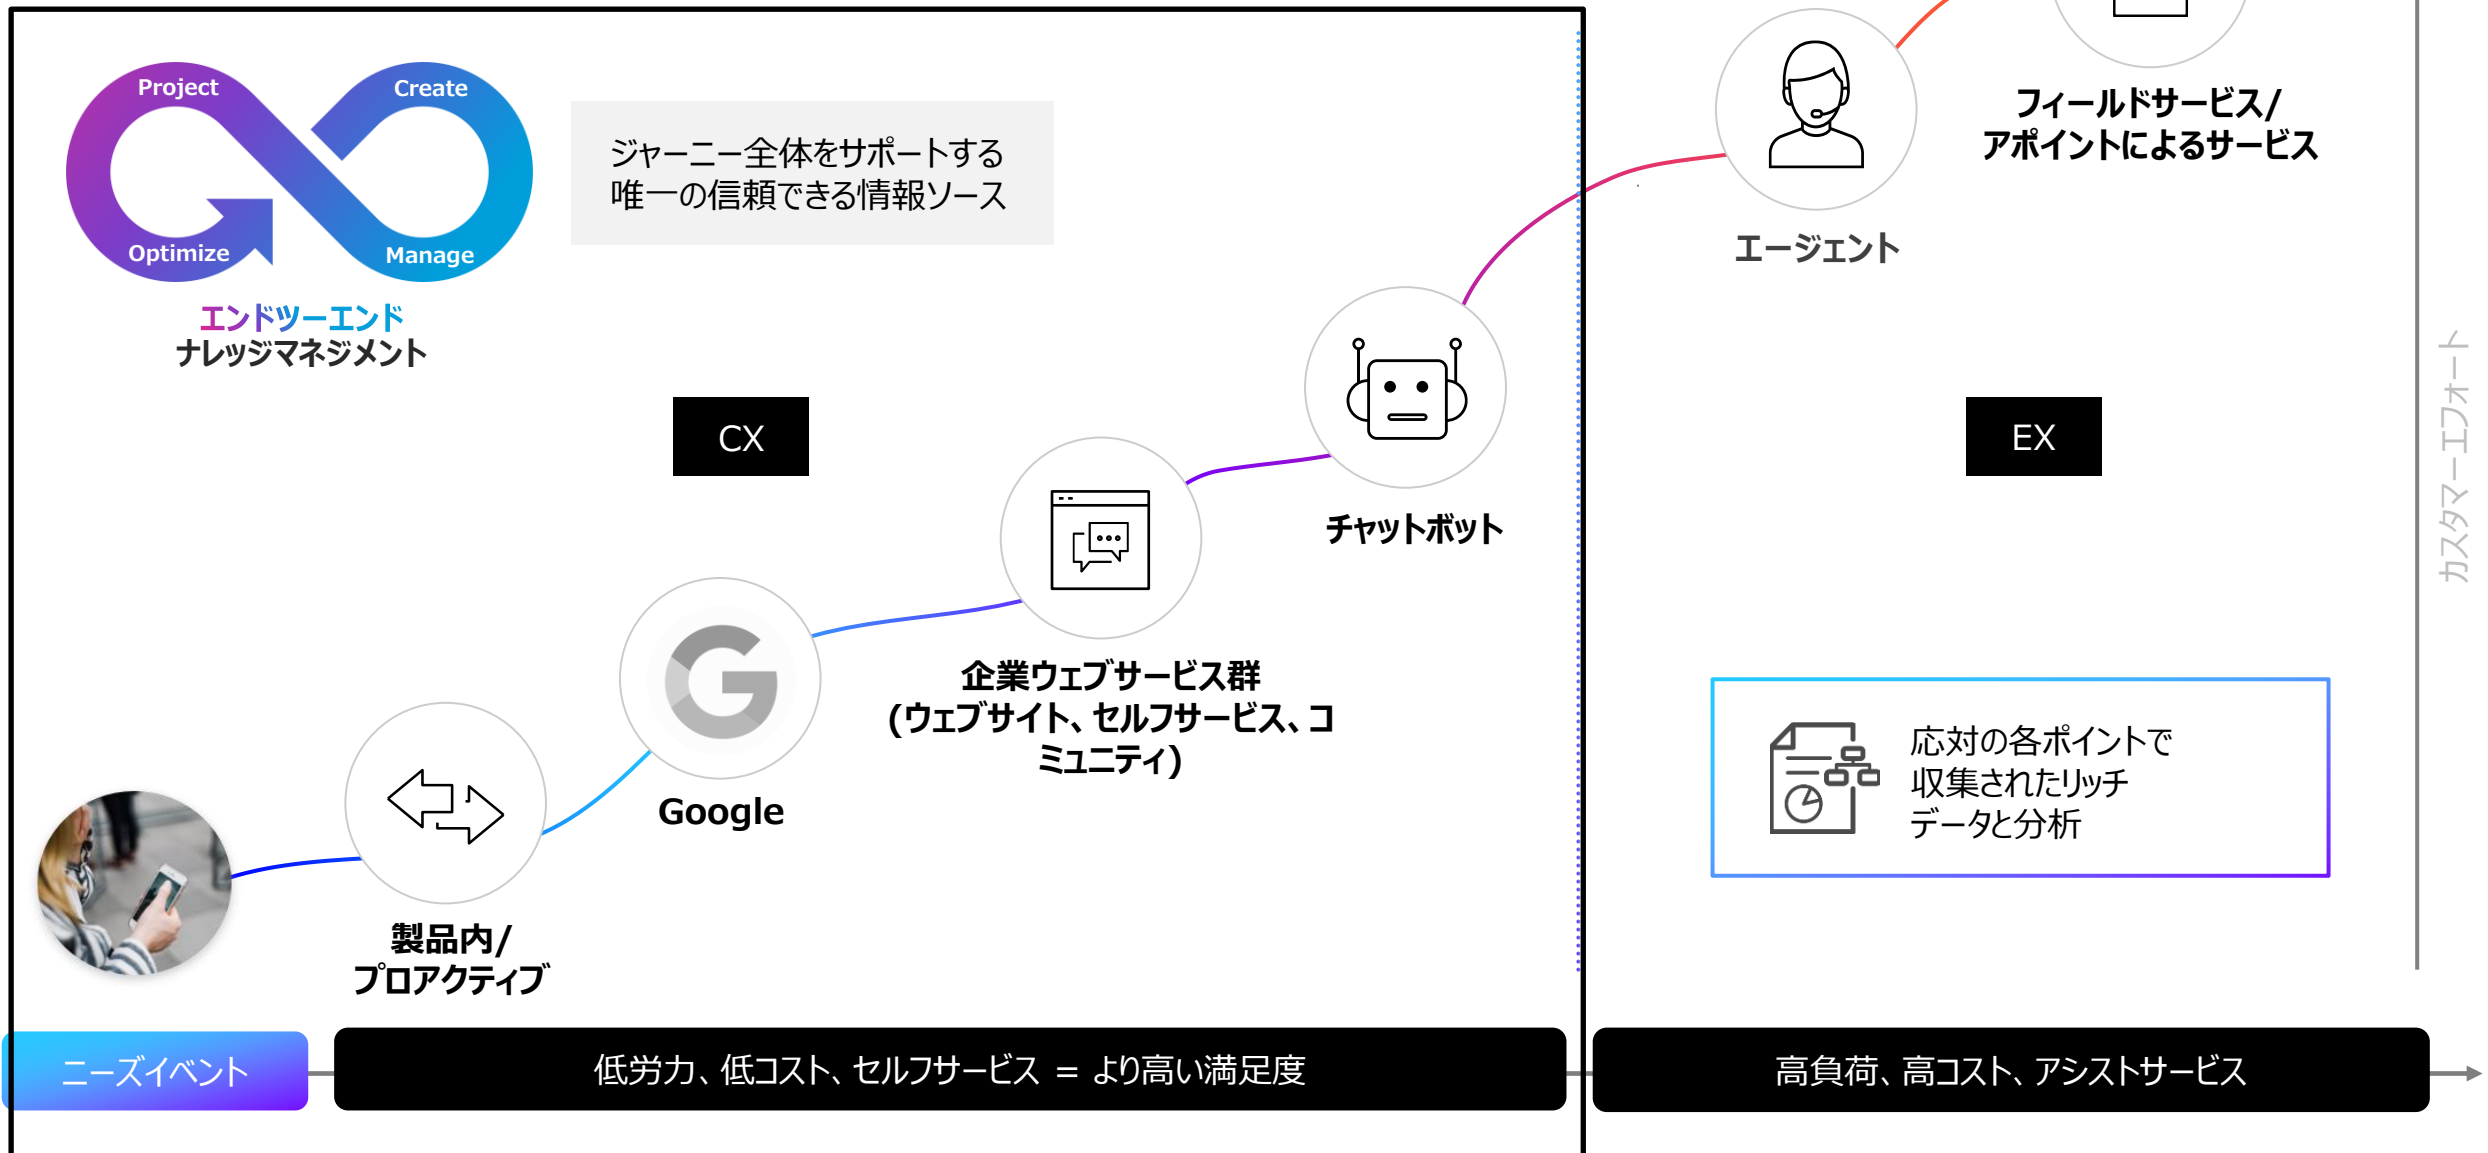 Project
Create
Optimize
Manage
エンドツーエンド
ナレッジマネジメント
ジャーニー全体をサポートする
唯一の信頼できる情報ソース
CX
製品内/
プロアクティブ
Google
企業ウェブサービス群
(ウェブサイト、セルフサービス、コ
ミュニティ)
チャットボット
エージェント
フィールドサービス/
アポイントによるサービス
EX
応対の各ポイントで
収集されたリッチ
データと分析
カスタマーエフォート
ニーズイベント
低労力、低コスト、セルフサービス = より高い満足度
高負荷、高コスト、アシストサービス